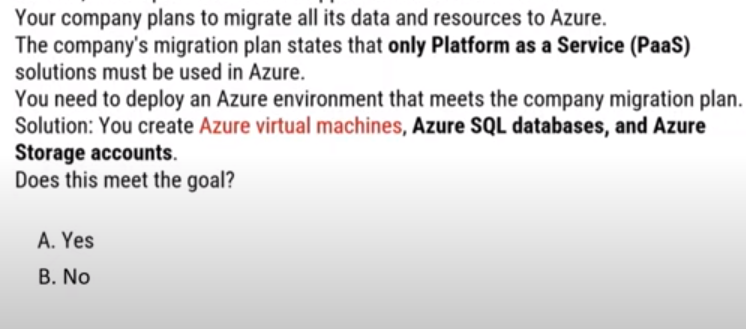 Your company plans to migrate all its data and resources to Azure.
The company's migration plan states that only Platform as a Service (PaaS)
solutions must be used in Azure.
You need to deploy an Azure environment that meets the company migration plan.
Solution: You create Azure virtual machines, Azure SQL databases, and Azure
Storage accounts.
Does this meet the goal?
A. Yes
B. No